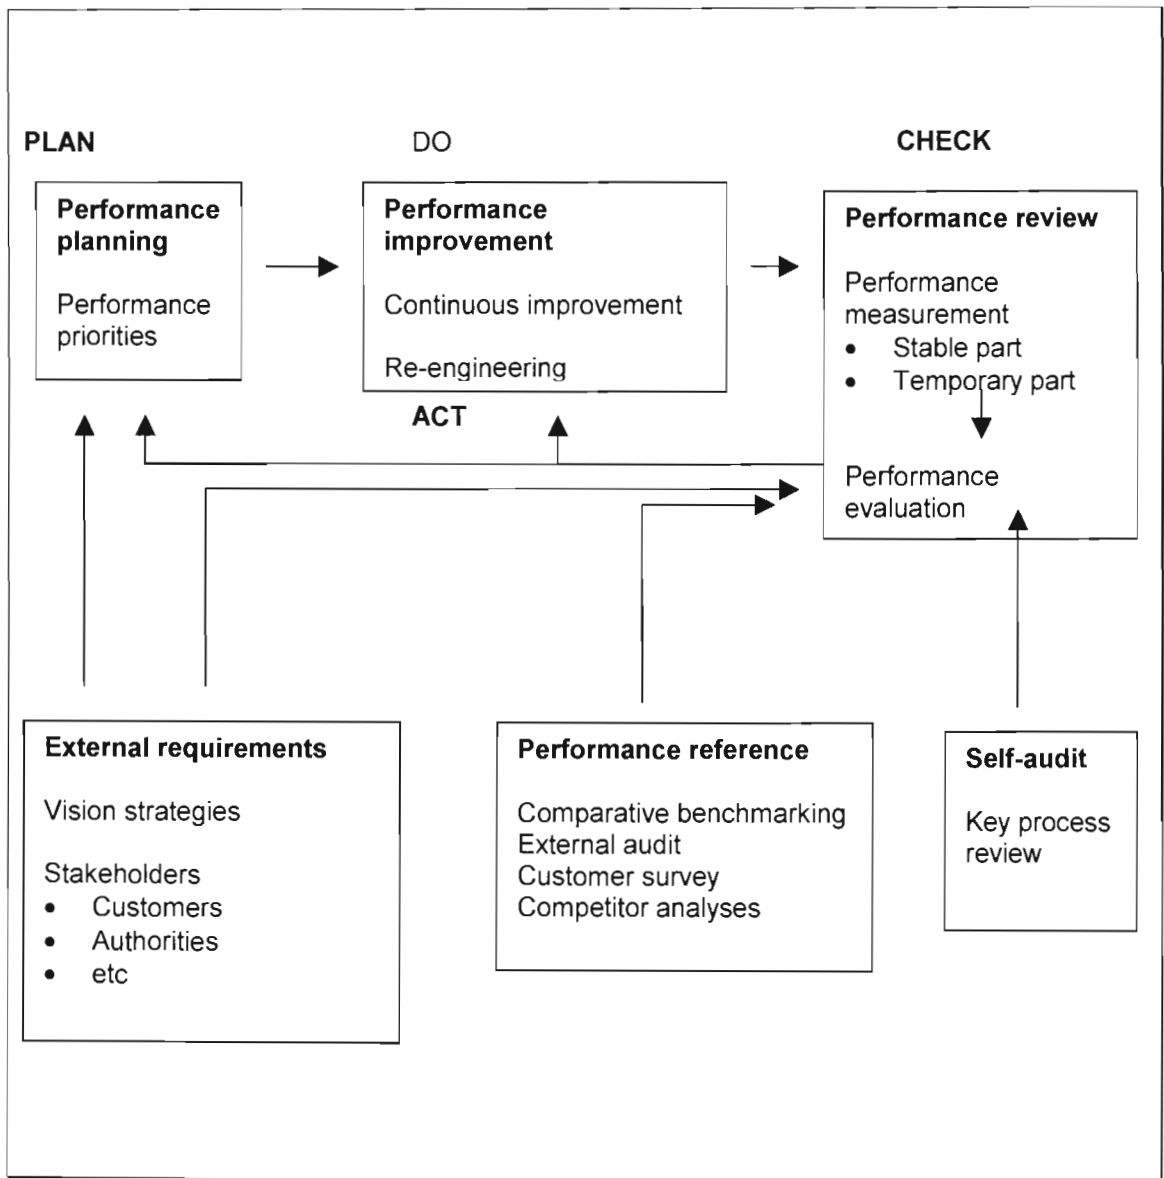 PLAN
DO
CHECK
Performance
planning
Performance
priorities
Performance
improvement
Continuous improvement
Re-engineering
Performance review
Performance
measurement
• Stable part
• Temporary part
Performance
evaluation
ACT
External requirements
Vision strategies
Stakeholders
• Customers
• Authorities
• etc
Performance reference
Comparative benchmarking
External audit
Customer survey
Competitor analyses
Self-audit
Key process
review